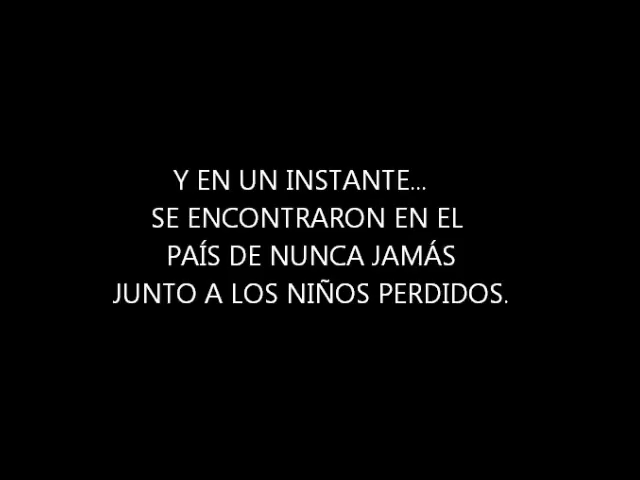 Y EN UN INSTANTE...
SE ENCONTRARON EN EL
PAÍS DE NUNCA JAMÁS
JUNTO A LOS NIÑOS PERDIDOS.